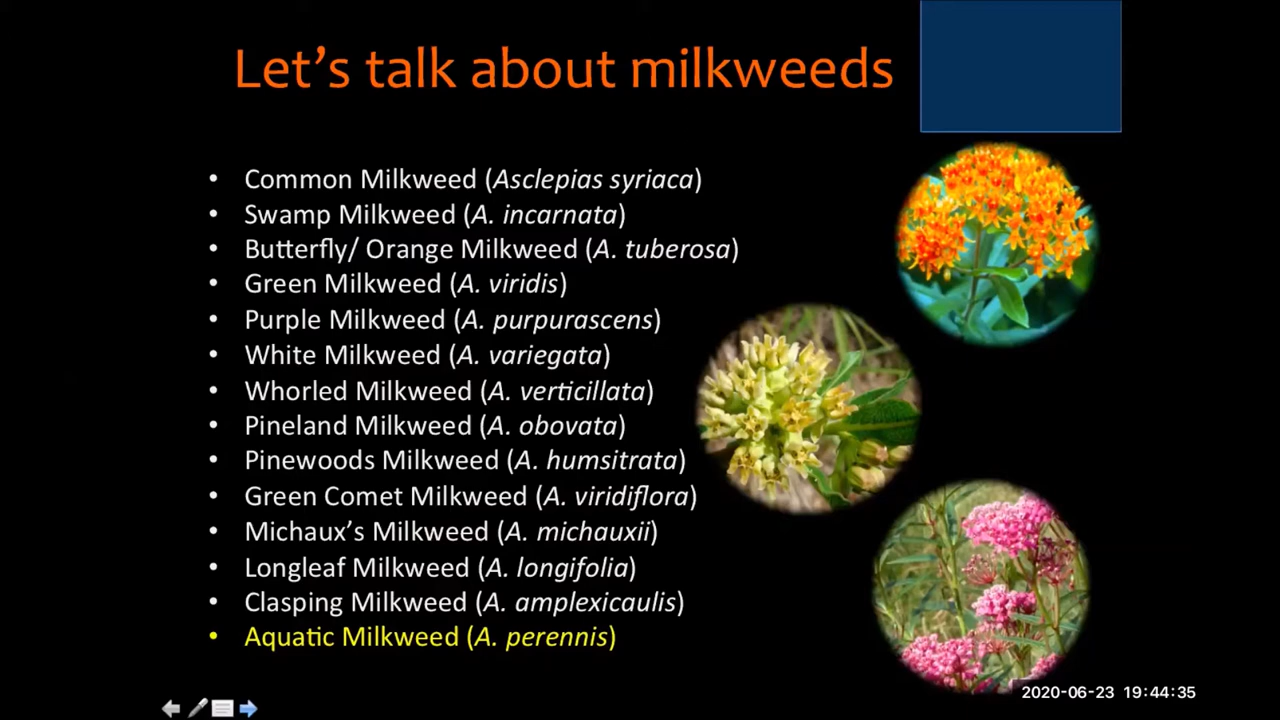 Let's talk about milkweeds
• Common Milkweed (Asclepias syriaca)
• Swamp Milkweed (A. incarnata)
• Butterfly/ Orange Milkweed (A. tuberosa)
• Green Milkweed (A. viridis)
• Purple Milkweed (A. purpurascens)
• White Milkweed (A. variegata)
• Whorled Milkweed (A. verticillata)
• Pineland Milkweed (A. obovata)
• Pinewoods Milkweed (A. humsitrata)
• Green Comet Milkweed (A. viridiflora)
• Michaux's Milkweed (A. michauxii)
• Longleaf Milkweed (A. longifolia)
• Clasping Milkweed (A. amplexicaulis)
• Aquatic Milkweed (A. perennis)
2020-06-23 19:44:35